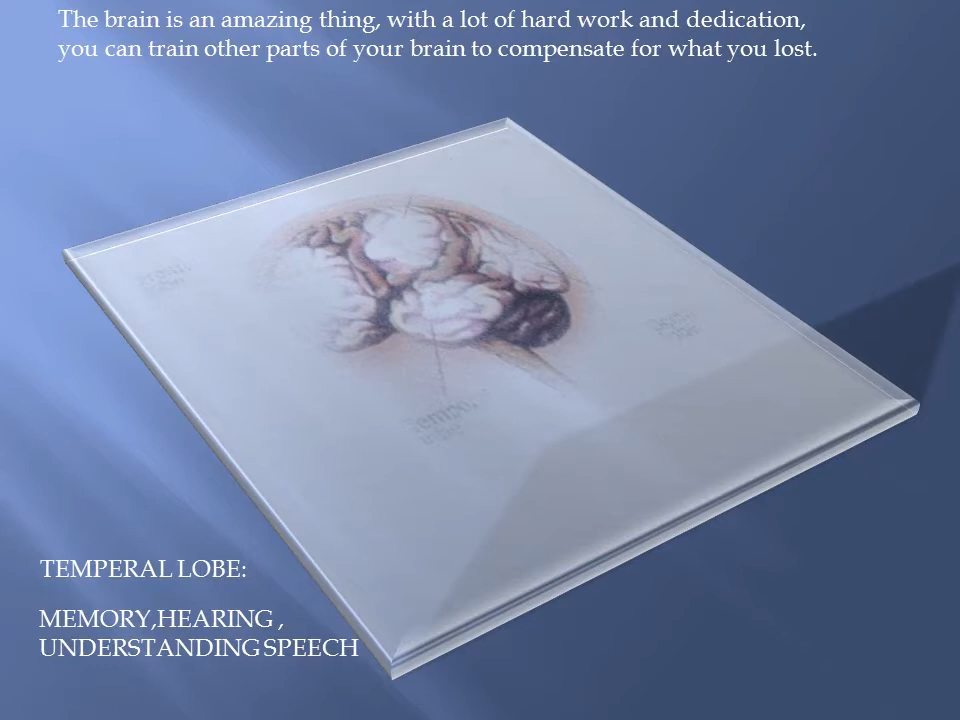 The brain is an amazing thing, with a lot of hard work and dedication,
you can train other parts of your brain to compensate for what you lost.
TEMPERAL LOBE:
MEMORY,HEARING ,
UNDERSTANDING SPEECH